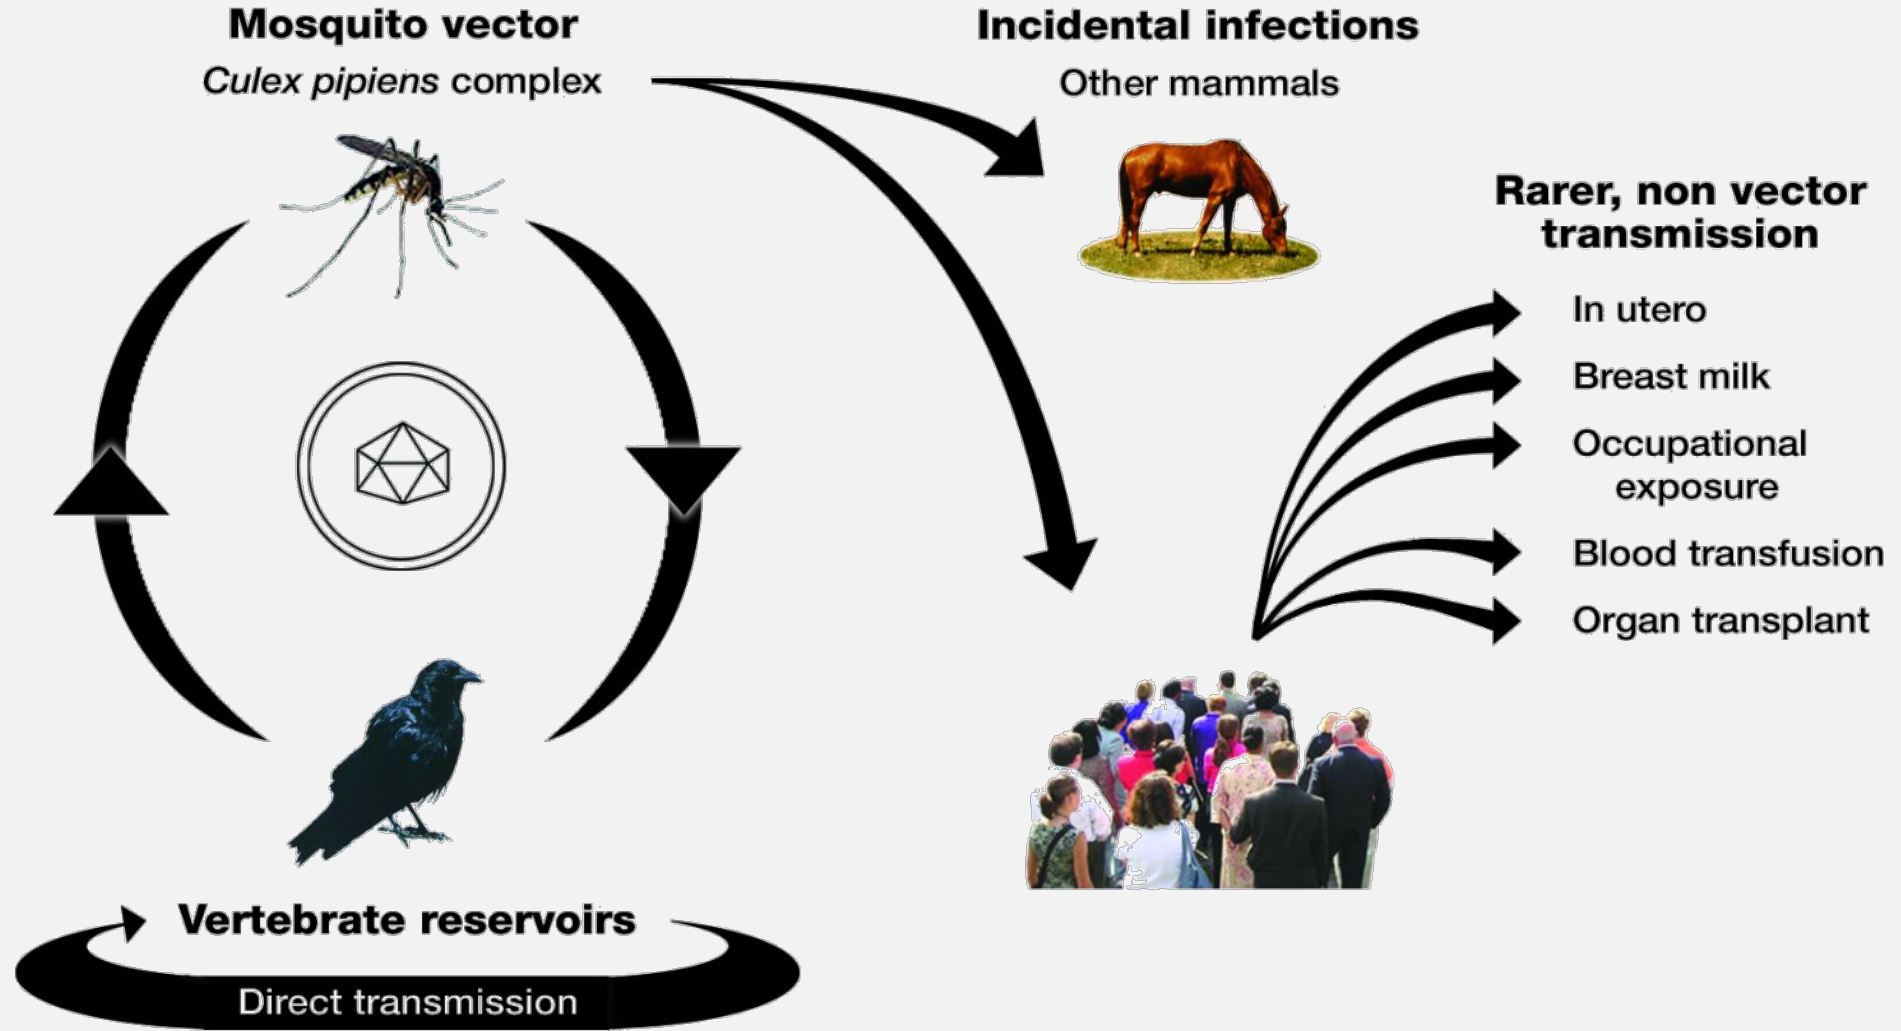 Mosquito vector
Culex pipiens complex
Incidental infections
Other mammals
Rarer, non vector
transmission
In utero
Breast milk
Occupational
exposure
Blood transfusion
Organ transplant
Vertebrate reservoirs
Direct transmission